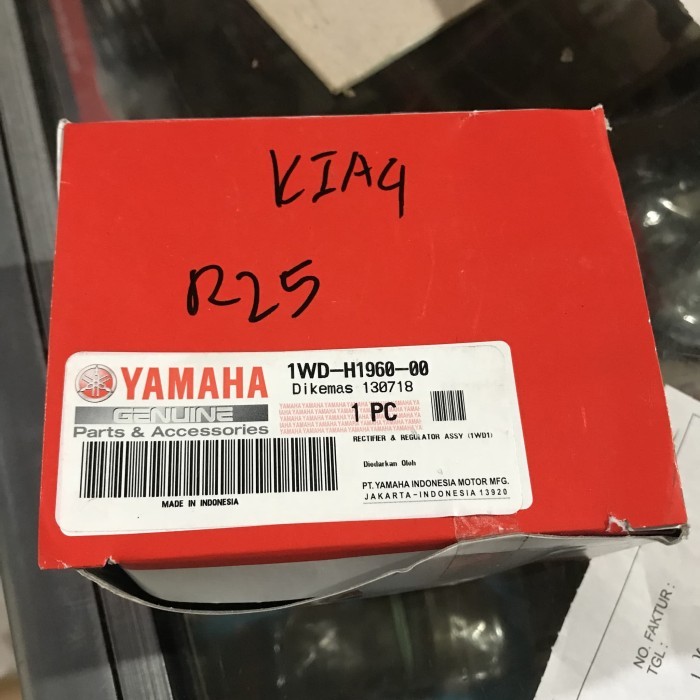 KIA4
R25
YAMAHA
GENUINE
Parts & Accessories
1WD-H1960-00
Dikemas 130718
1 PC
RECTIFIER & REGULATOR ASSY (1WD1)
Diedarkan Oleh
PT. YAMAHA INDONESIA MOTOR MFG.
JAKARTA-INDONESIA 13920
MADE IN INDONESIA
NO. FAKTUR :
TGL :